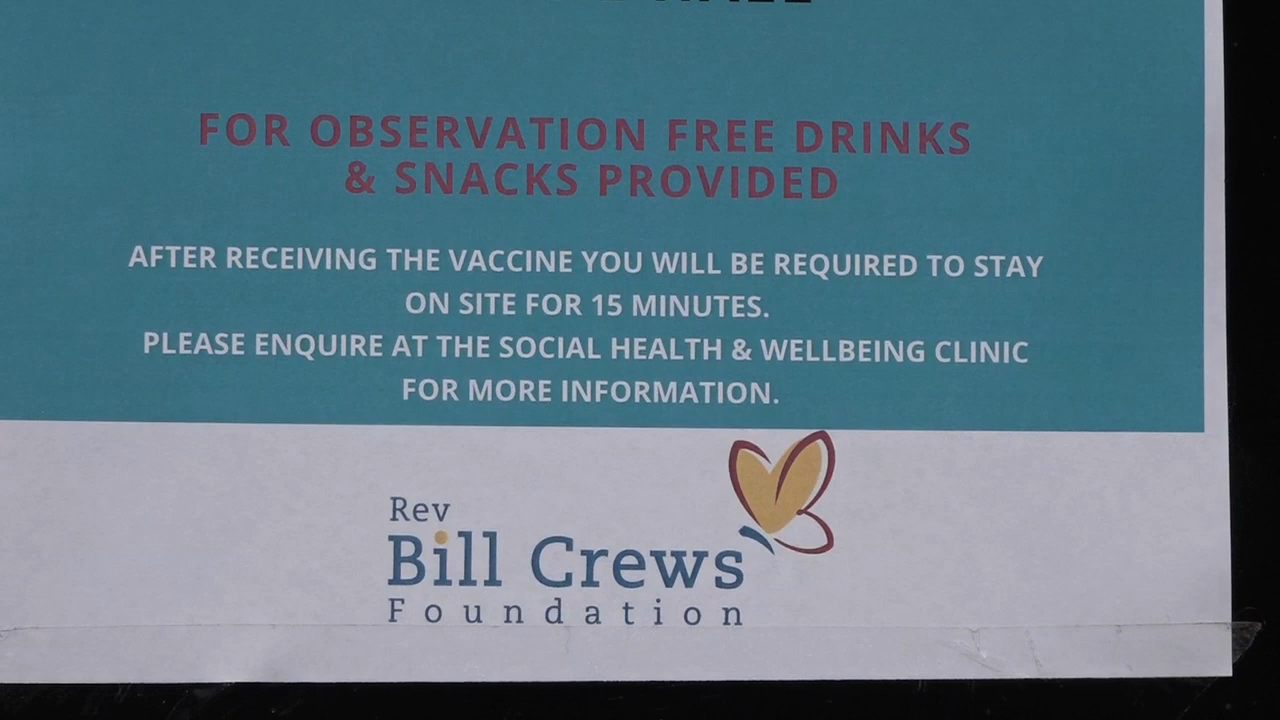 FOR OBSERVATION FREE DRINKS
& SNACKS PROVIDED
AFTER RECEIVING THE VACCINE YOU WILL BE REQUIRED TO STAY
ON SITE FOR 15 MINUTES.
PLEASE ENQUIRE AT THE SOCIAL HEALTH & WELLBEING CLINIC
FOR MORE INFORMATION.
Rev
Bill Crews
Foundation